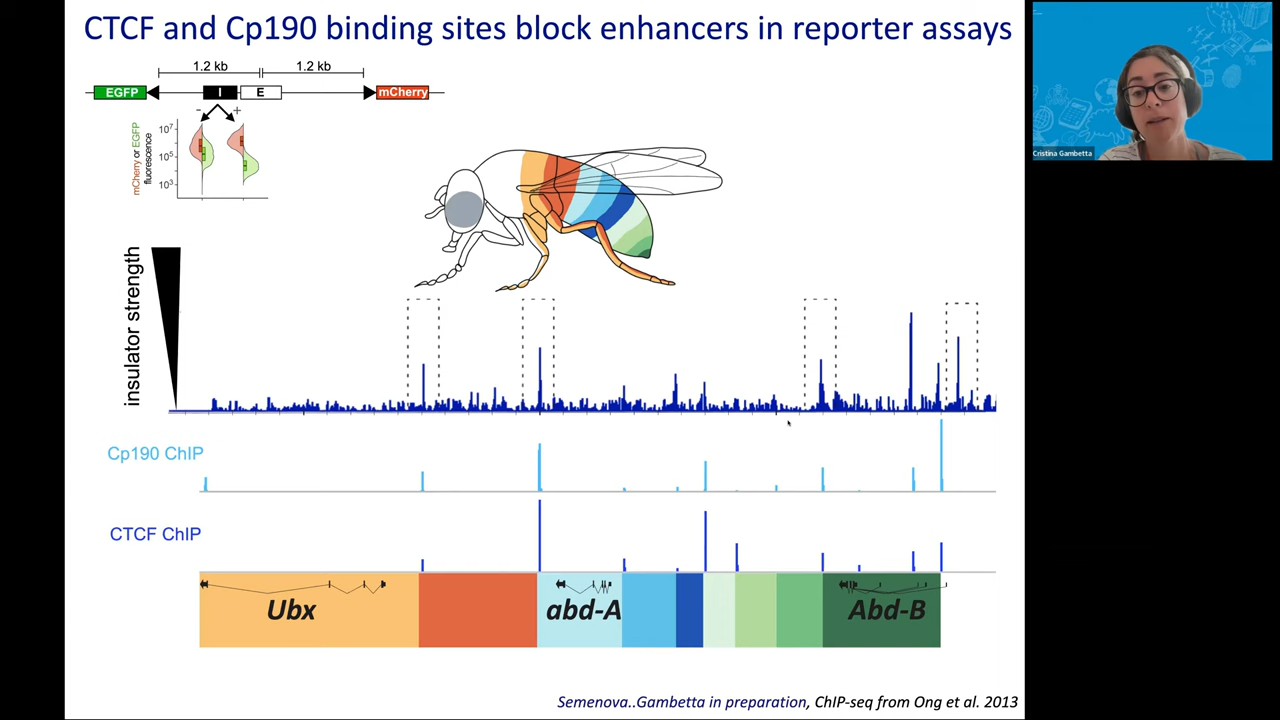 CTCF and Cp190 binding sites block enhancers in reporter assays
1.2 kb
1.2 kb
EGFP
I
E
mCherry
- +
mCherry or EGFP
fluorescence
10⁷
10⁵
10³
insulator strength
Cp190 ChIP
CTCF ChIP
Ubx
abd-A
Abd-B
Semenova..Gambetta in preparation, ChIP-seq from Ong et al. 2013
Cristina Gambetta